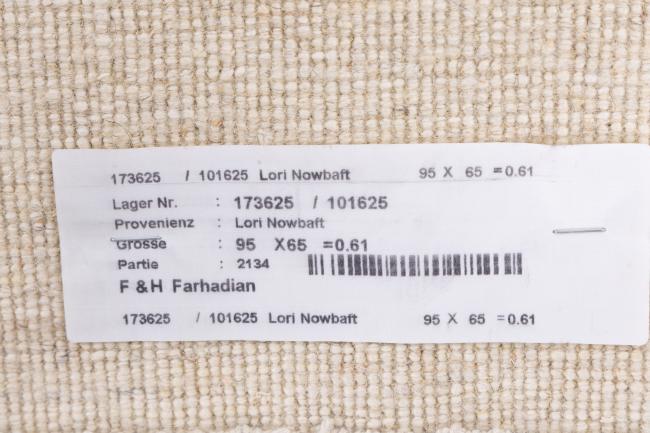 173625 / 101625 Lori Nowbaft 95 X 65 =0.61
Lager Nr. : 173625 / 101625
Provenienz : Lori Nowbaft
Grosse : 95 X65 =0.61
Partie : 2134
F & H Farhadian
173625 / 101625 Lori Nowbaft 95 X 65 =0.61